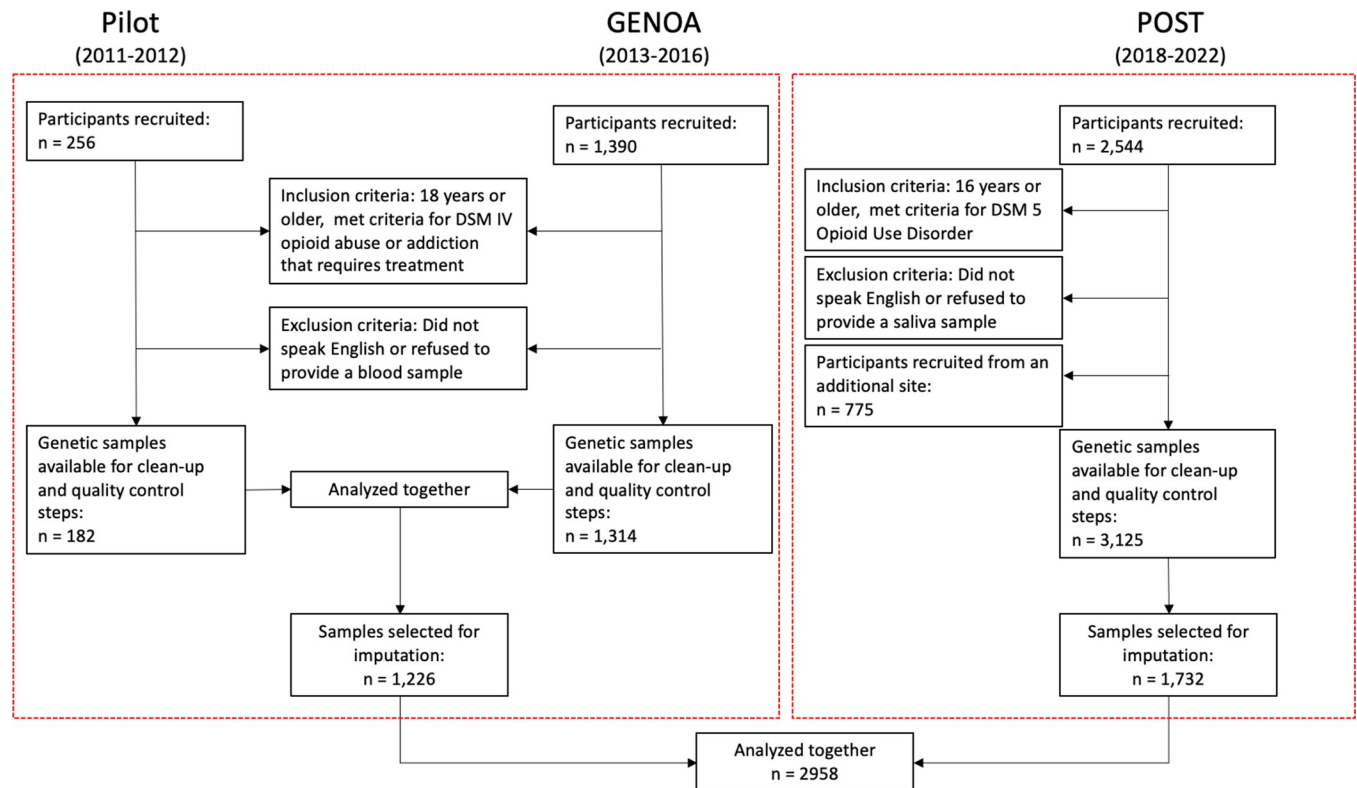 Pilot
(2011-2012)
GENOA
(2013-2016)
POST
(2018-2022)
Participants recruited:
n = 256
Participants recruited:
n = 1,390
Participants recruited:
n = 2,544
Inclusion criteria: 18 years or
older, met criteria for DSM IV
opioid abuse or addiction
that requires treatment
Inclusion criteria: 16 years or
older, met criteria for DSM 5
Opioid Use Disorder
Exclusion criteria: Did not
speak English or refused to
provide a blood sample
Exclusion criteria: Did not
speak English or refused to
provide a saliva sample
Participants recruited from an
additional site:
n = 775
Genetic samples
available for clean-up
and quality control
steps:
n = 182
Analyzed together
Genetic samples
available for clean-up
and quality control
steps:
n = 1,314
Genetic samples
available for clean-up
and quality control
steps:
n = 3,125
Samples selected for
imputation:
n = 1,226
Samples selected for
imputation:
n = 1,732
Analyzed together
n = 2958